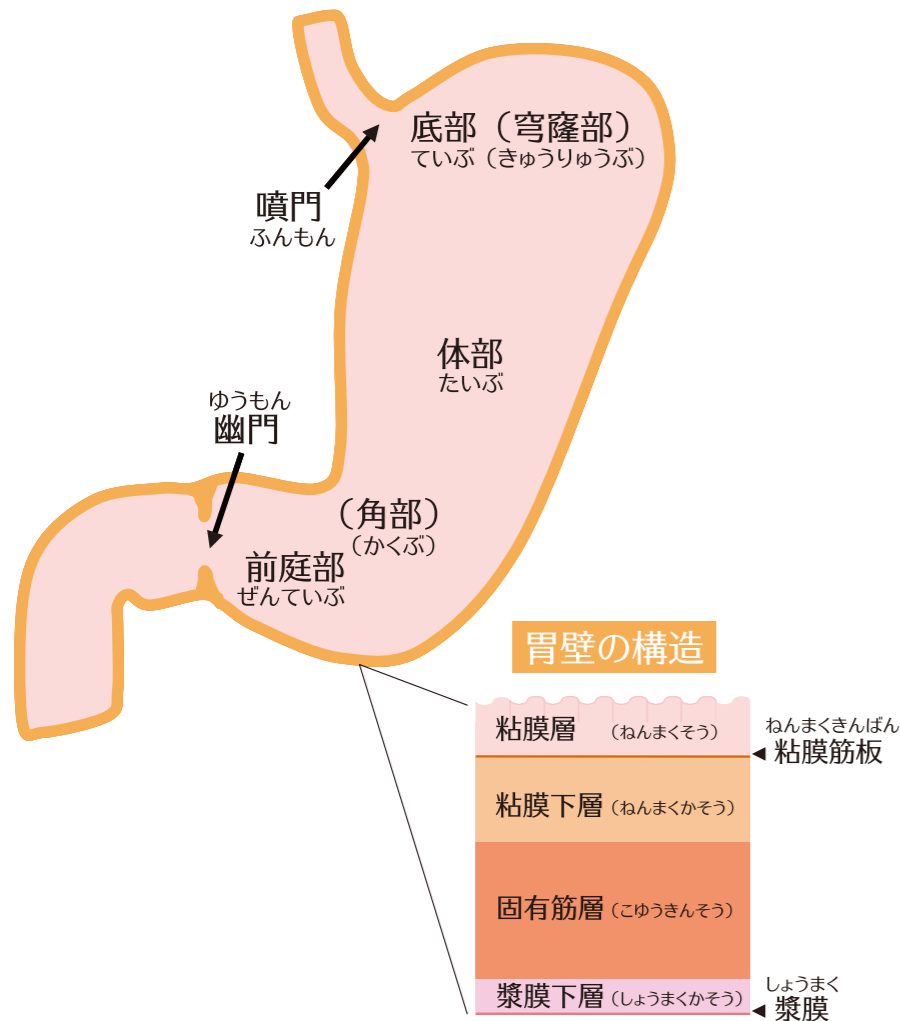 底部（穹窿部）
ていぶ（きゅうりゅうぶ）
噴門
ふんもん
体部
たいぶ
ゆうもん
幽門
（角部）
（かくぶ）
前庭部
ぜんていぶ
胃壁の構造
粘膜層（ねんまくそう）
ねんまくきんばん
◀粘膜筋板
粘膜下層（ねんまくかそう）
固有筋層（こゆうきんそう）
漿膜下層（しょうまくかそう）
しょうまく
◀漿膜